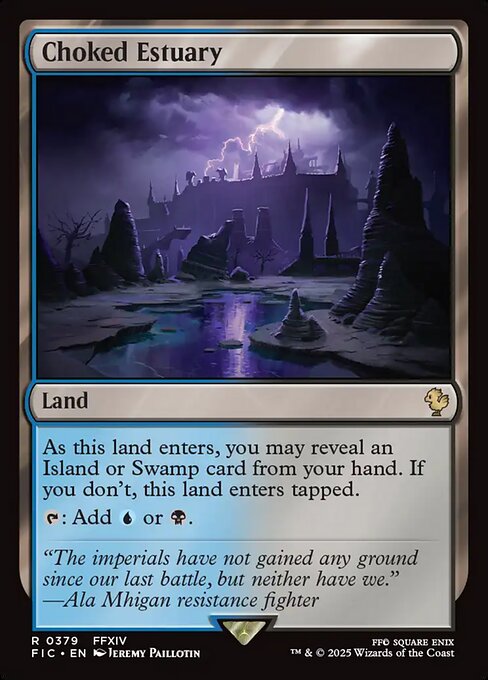 Choked Estuary
Land
As this land enters, you may reveal an
Island or Swamp card from your hand. If
you don't, this land enters tapped.
: Add or .
“The imperials have not gained any ground
since our last battle, but neither have we.”
—Ala Mhigan resistance fighter
R 0379 FFXIV
FIC • EN Jeremy Paillotin
FF© SQUARE ENIX
™ & © 2025 Wizards of the Coast